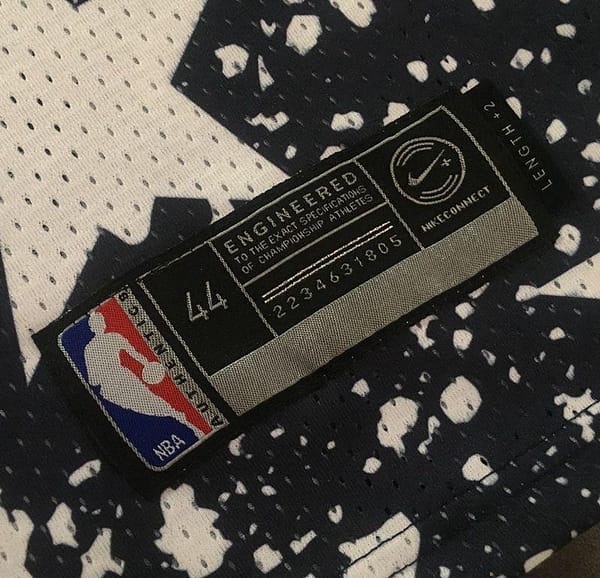 NBA
AUTHENTICS
44
ENGINEERED
TO THE EXACT SPECIFICATIONS
OF CHAMPIONSHIP ATHLETES
2234631805
NIKECONNECT
LENGTH +2